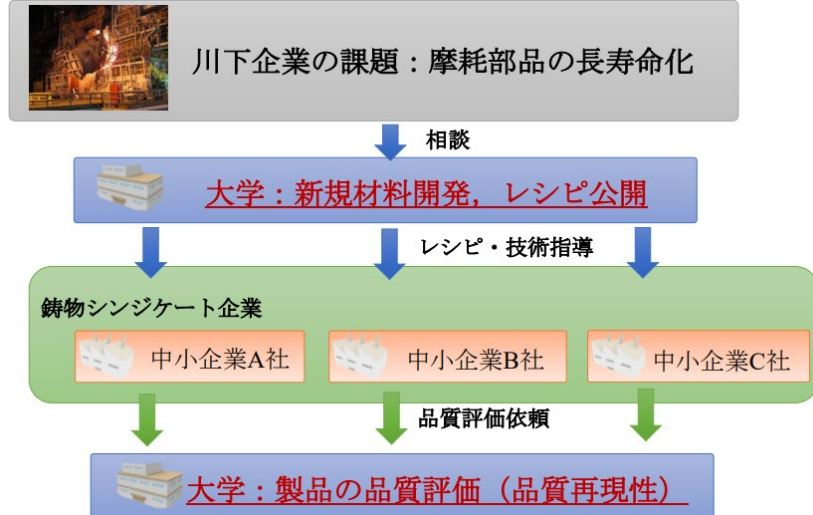 川下企業の課題：摩耗部品の長寿命化
相談
大学：新規材料開発，レシピ公開
レシピ・技術指導
鋳物シンジケート企業
中小企業A社
中小企業B社
中小企業C社
品質評価依頼
大学：製品の品質評価（品質再現性）